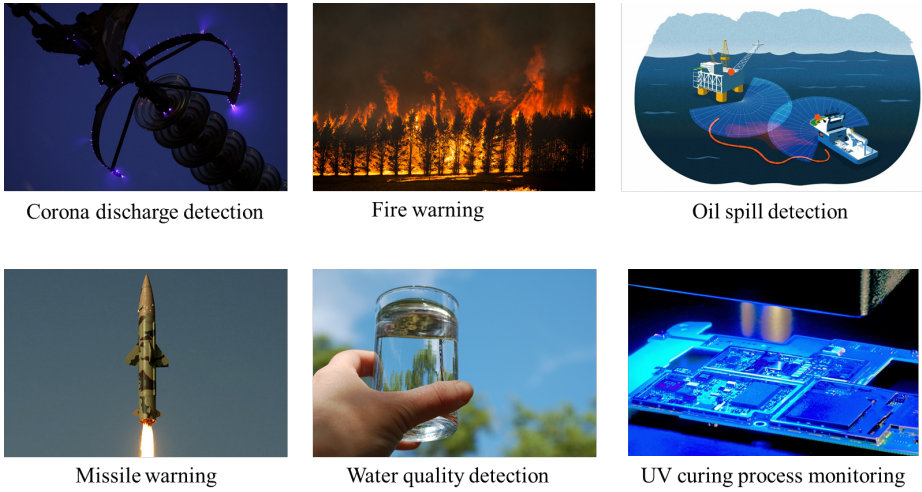 Corona discharge detection
Fire warning
Oil spill detection
Missile warning
Water quality detection
UV curing process monitoring